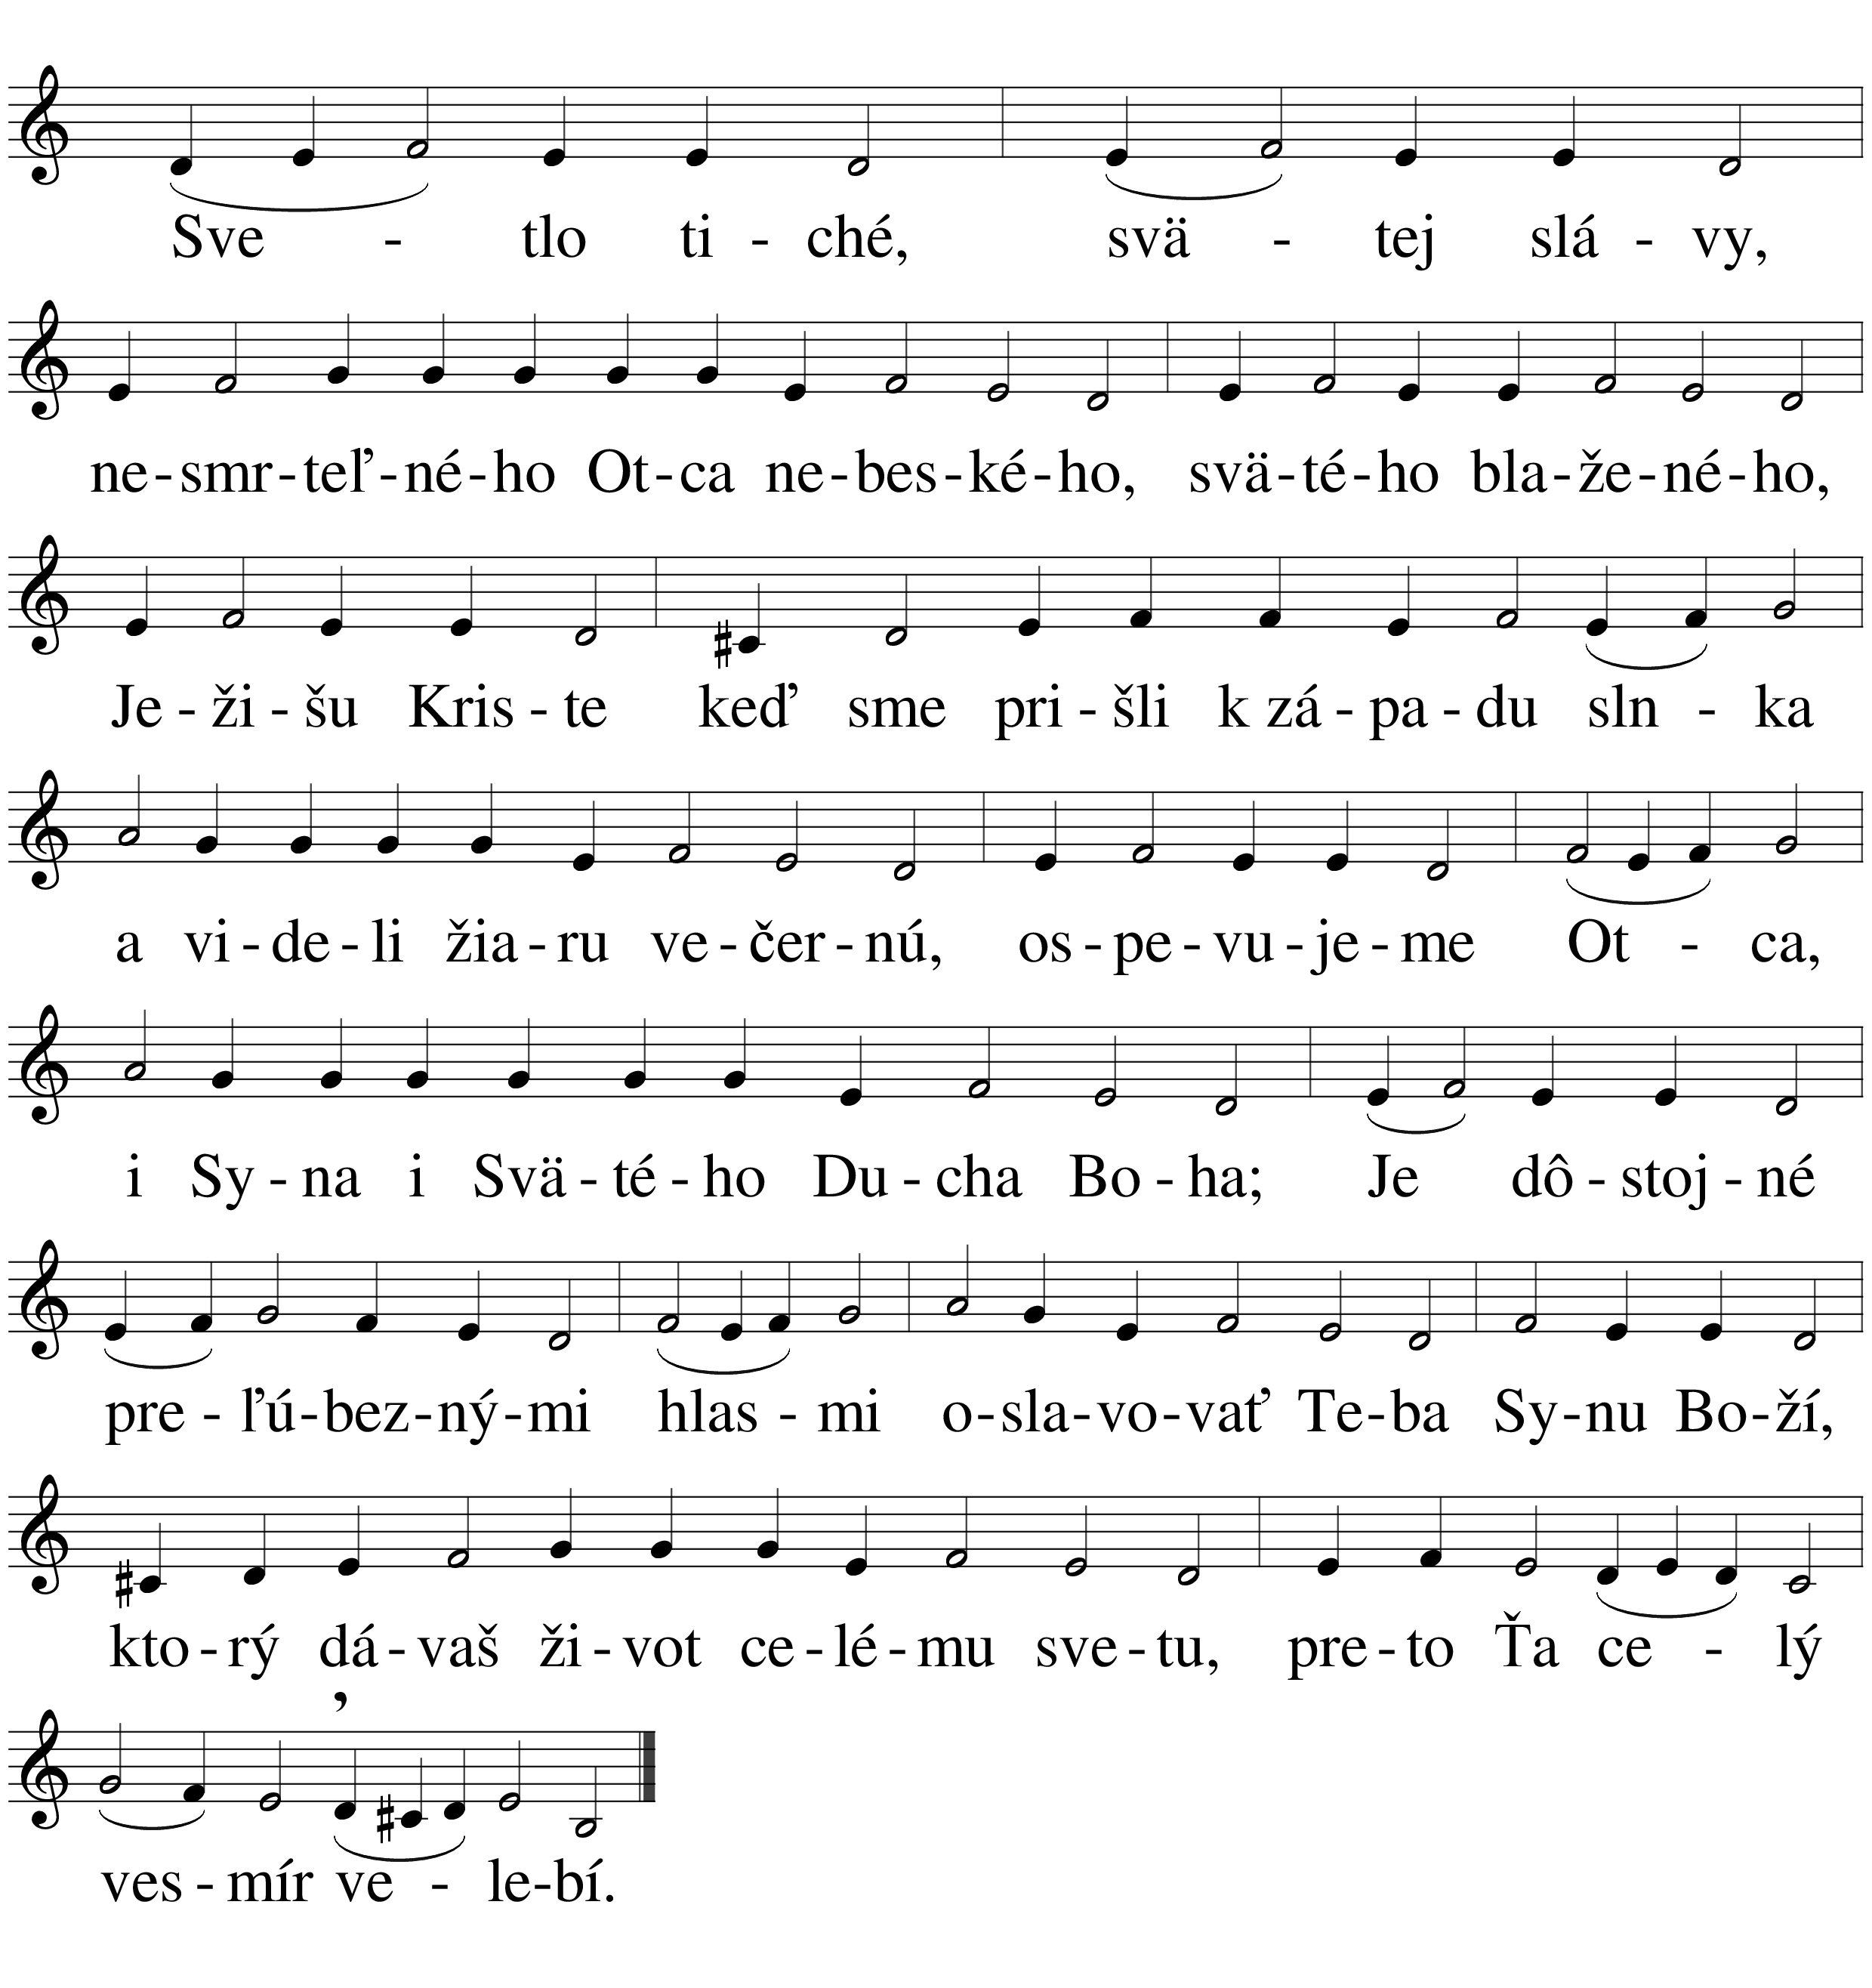 Sve - tlo ti - ché, svä - tej slá - vy,
ne - smr - teľ - né - ho Ot - ca ne - bes - ké - ho, svä - té - ho bla - že - né - ho,
Je - ži - šu Kris - te keď sme pri - šli k zá - pa - du sln - ka
a vi - de - li žia - ru ve - čer - nú, os - pe - vu - je - me Ot - ca,
i Sy - na i Svä - té - ho Du - cha Bo - ha; Je dô - stoj - né
pre - ľú - bez - ný - mi hlas - mi o - sla - vo - vať Te - ba Sy - nu Bo - ží,
kto - rý dá - vaš ži - vot ce - lé - mu sve - tu, pre - to Ťa ce - lý
ves - mír ve - le - bí.